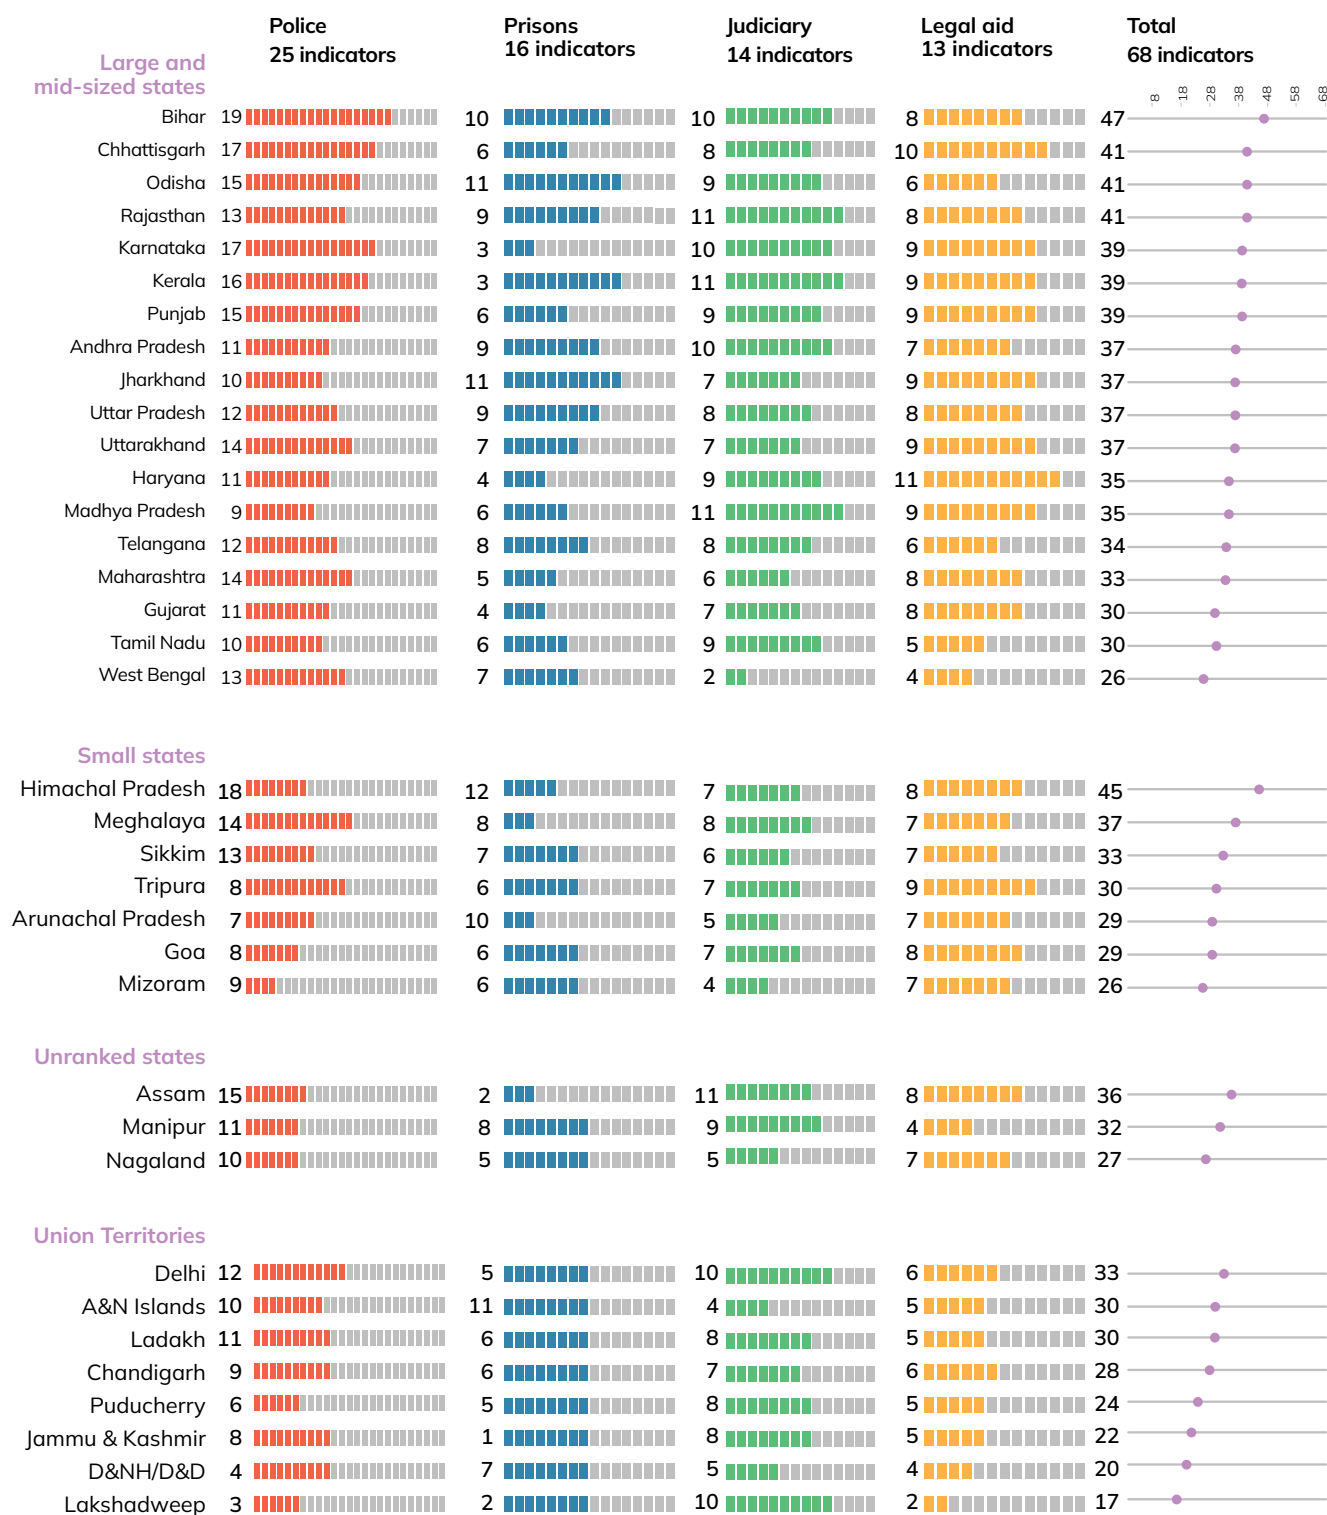 Police Prisons Judiciary Legal aid Total
25 indicators 16 indicators 14 indicators 13 indicators 68 indicators
Large and
mid-sized states
8 18 28 38 48 58 68
Bihar 19 10 10 8 47
Chhattisgarh 17 6 8 10 41
Odisha 15 11 9 6 41
Rajasthan 13 9 11 8 41
Karnataka 17 3 10 9 39
Kerala 16 3 11 9 39
Punjab 15 6 9 9 39
Andhra Pradesh 11 9 10 7 37
Jharkhand 10 11 7 9 37
Uttar Pradesh 12 9 8 8 37
Uttarakhand 14 7 7 9 37
Haryana 11 4 9 11 35
Madhya Pradesh 9 6 11 9 35
Telangana 12 8 8 6 34
Maharashtra 14 5 6 8 33
Gujarat 11 4 7 8 30
Tamil Nadu 10 6 9 5 30
West Bengal 13 7 2 4 26
Small states
Himachal Pradesh 18 12 7 8 45
Meghalaya 14 8 8 7 37
Sikkim 13 7 6 7 33
Tripura 8 6 7 9 30
Arunachal Pradesh 7 10 5 7 29
Goa 8 6 7 8 29
Mizoram 9 6 4 7 26
Unranked states
Assam 15 2 11 8 36
Manipur 11 8 9 4 32
Nagaland 10 5 5 7 27
Union Territories
Delhi 12 5 10 6 33
A&N Islands 10 11 4 5 30
Ladakh 11 6 8 5 30
Chandigarh 9 6 7 6 28
Puducherry 6 5 8 5 24
Jammu & Kashmir 8 1 8 5 22
D&NH/D&D 4 7 5 4 20
Lakshadweep 3 2 10 2 17